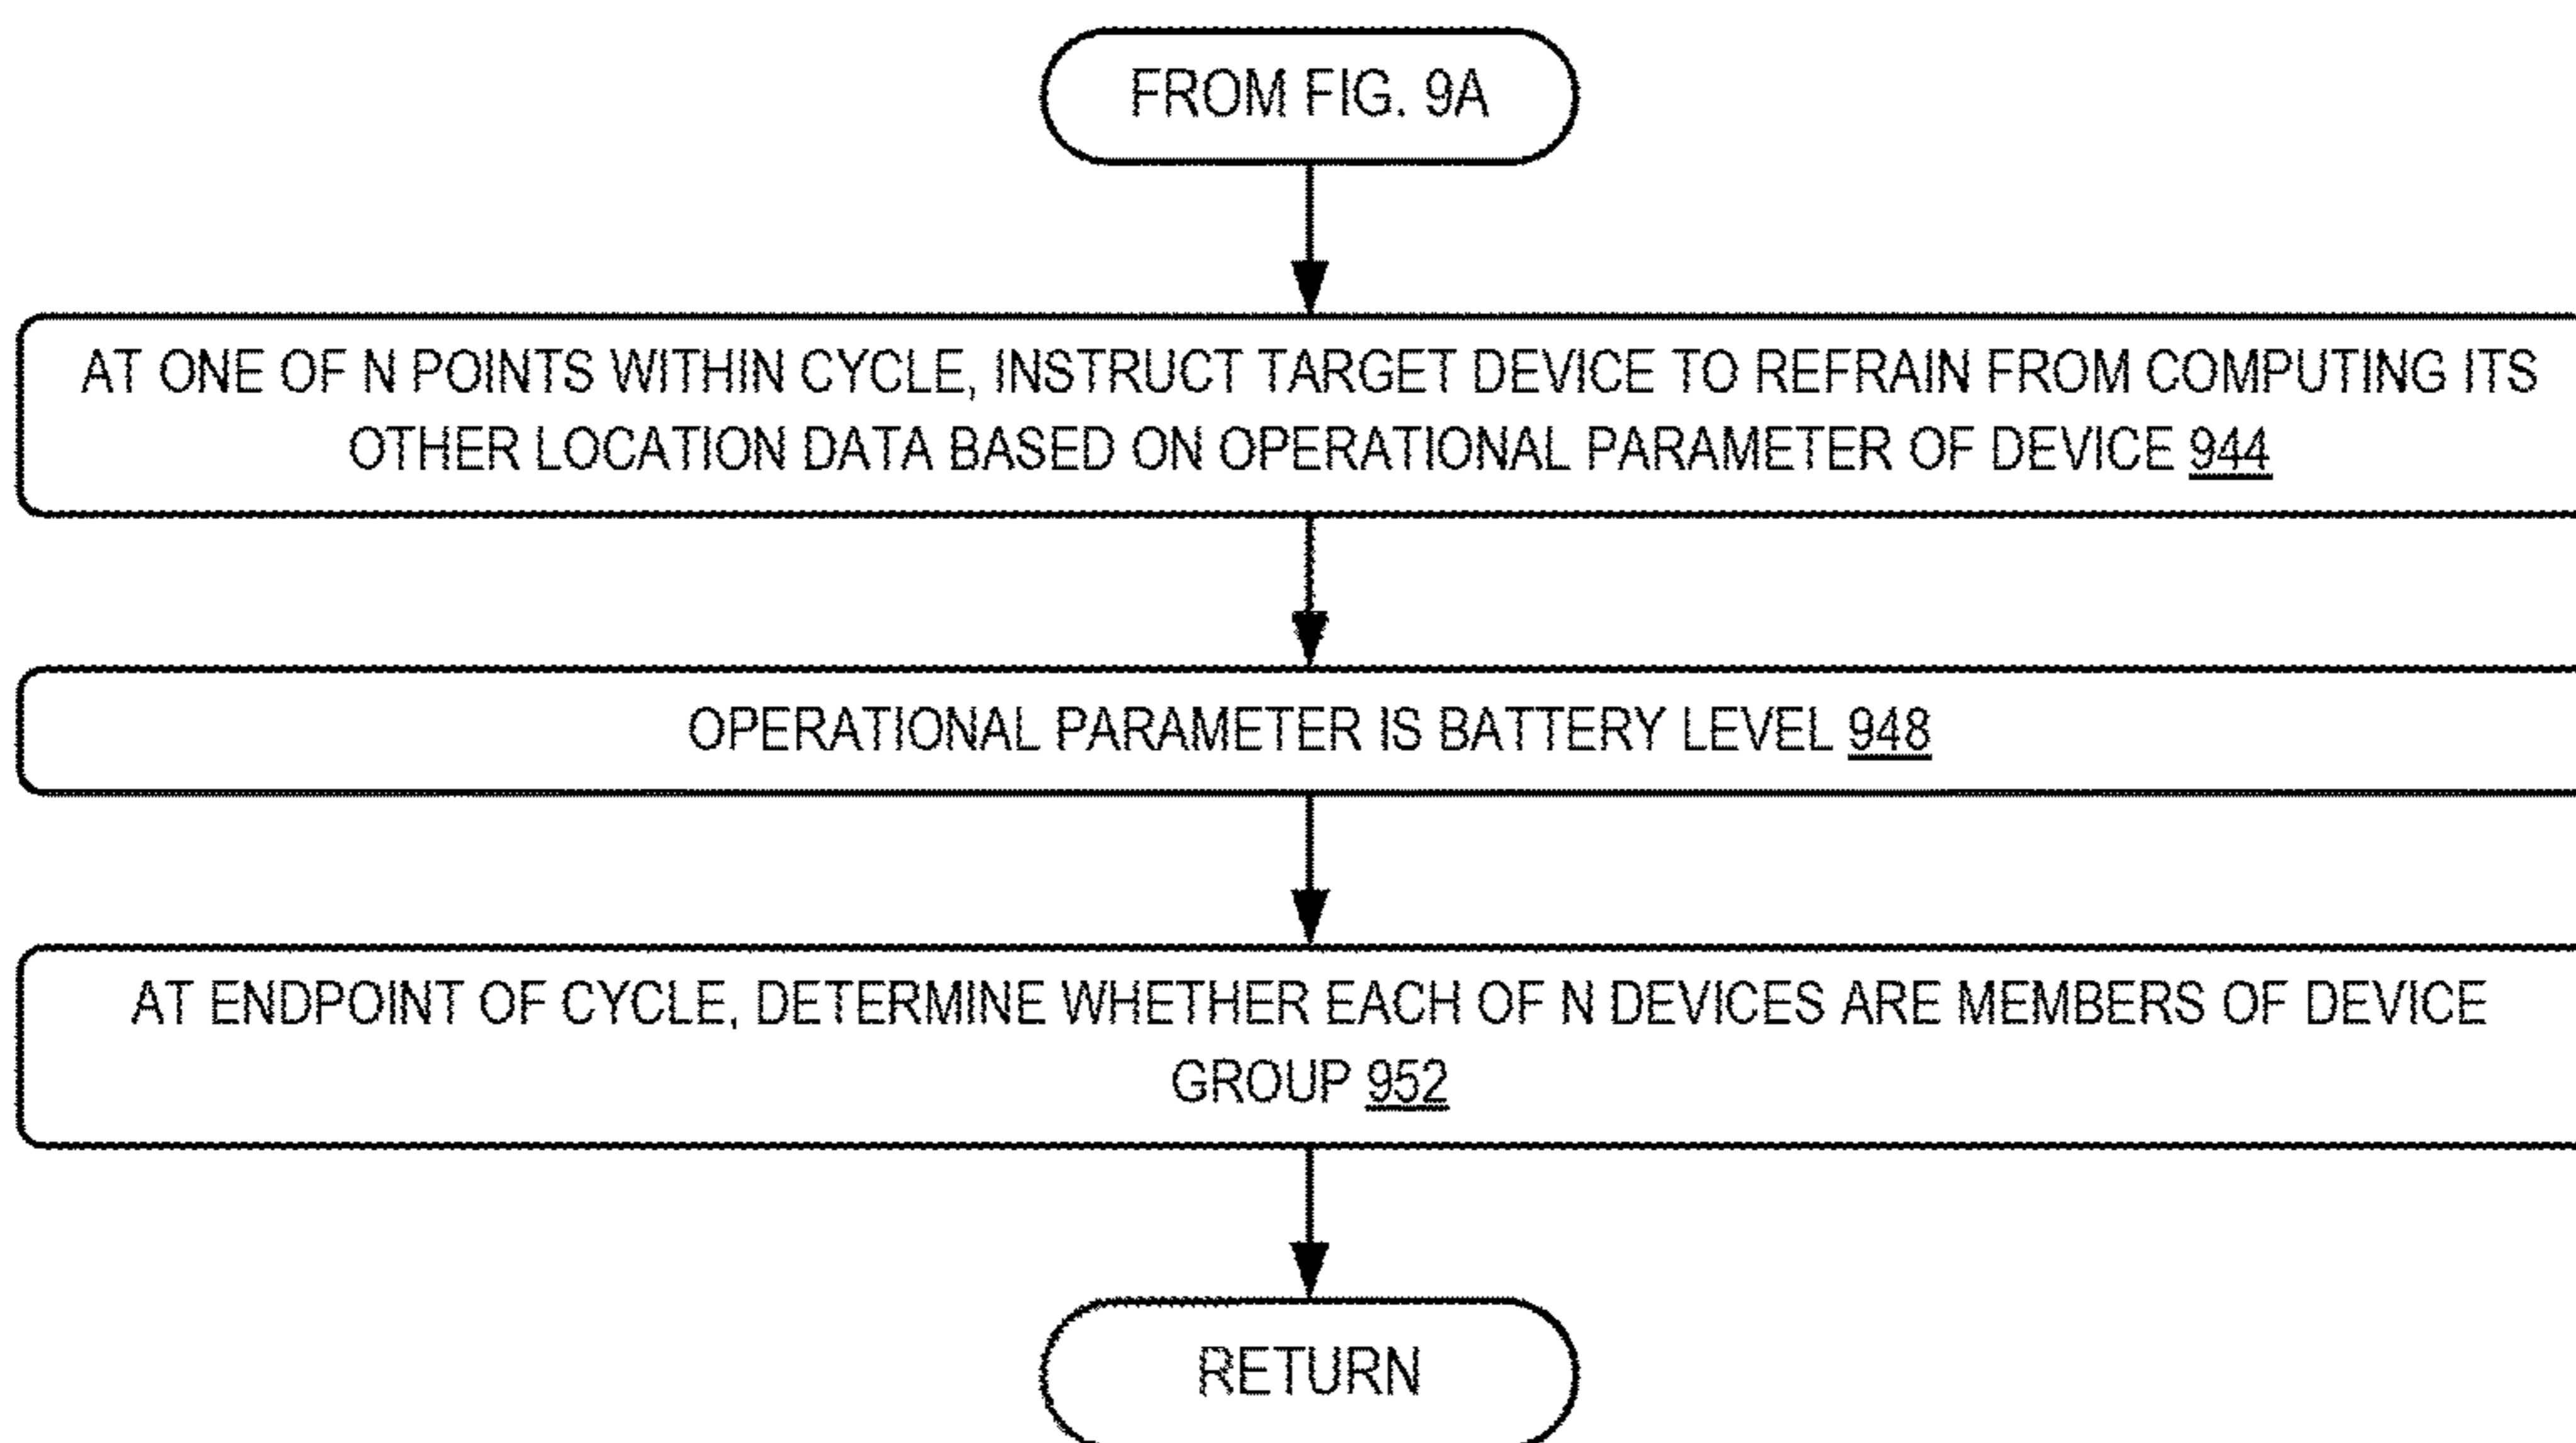 FROM FIG. 9A
AT ONE OF N POINTS WITHIN CYCLE, INSTRUCT TARGET DEVICE TO REFRAIN FROM COMPUTING ITS
OTHER LOCATION DATA BASED ON OPERATIONAL PARAMETER OF DEVICE 944
OPERATIONAL PARAMETER IS BATTERY LEVEL 948
AT ENDPOINT OF CYCLE, DETERMINE WHETHER EACH OF N DEVICES ARE MEMBERS OF DEVICE
GROUP 952
RETURN